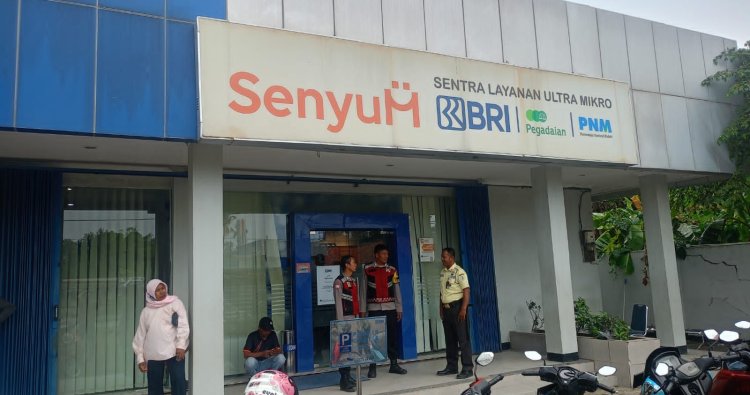 SenyuM
SENTRA LAYANAN ULTRA MIKRO
BRI
Pegadaian
PNM
P